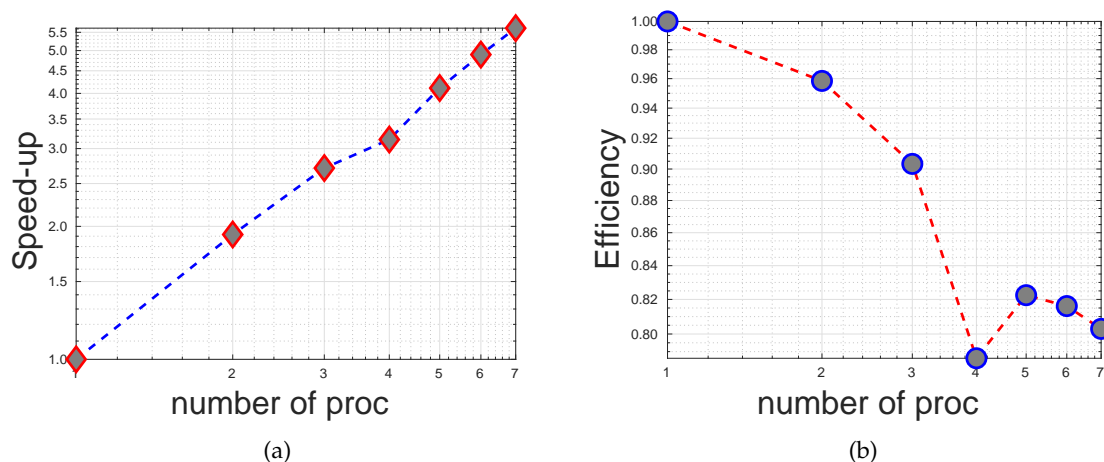 5.5
5.0
4.5
4.0
3.5
3.0
2.5
2.0
1.5
1.0
Speed-up
1 2 3 4 5 6 7
number of proc
(a)
1.00
0.98
0.96
0.94
0.92
0.90
0.88
0.86
0.84
0.82
0.80
Efficiency
1 2 3 4 5 6 7
number of proc
(b)